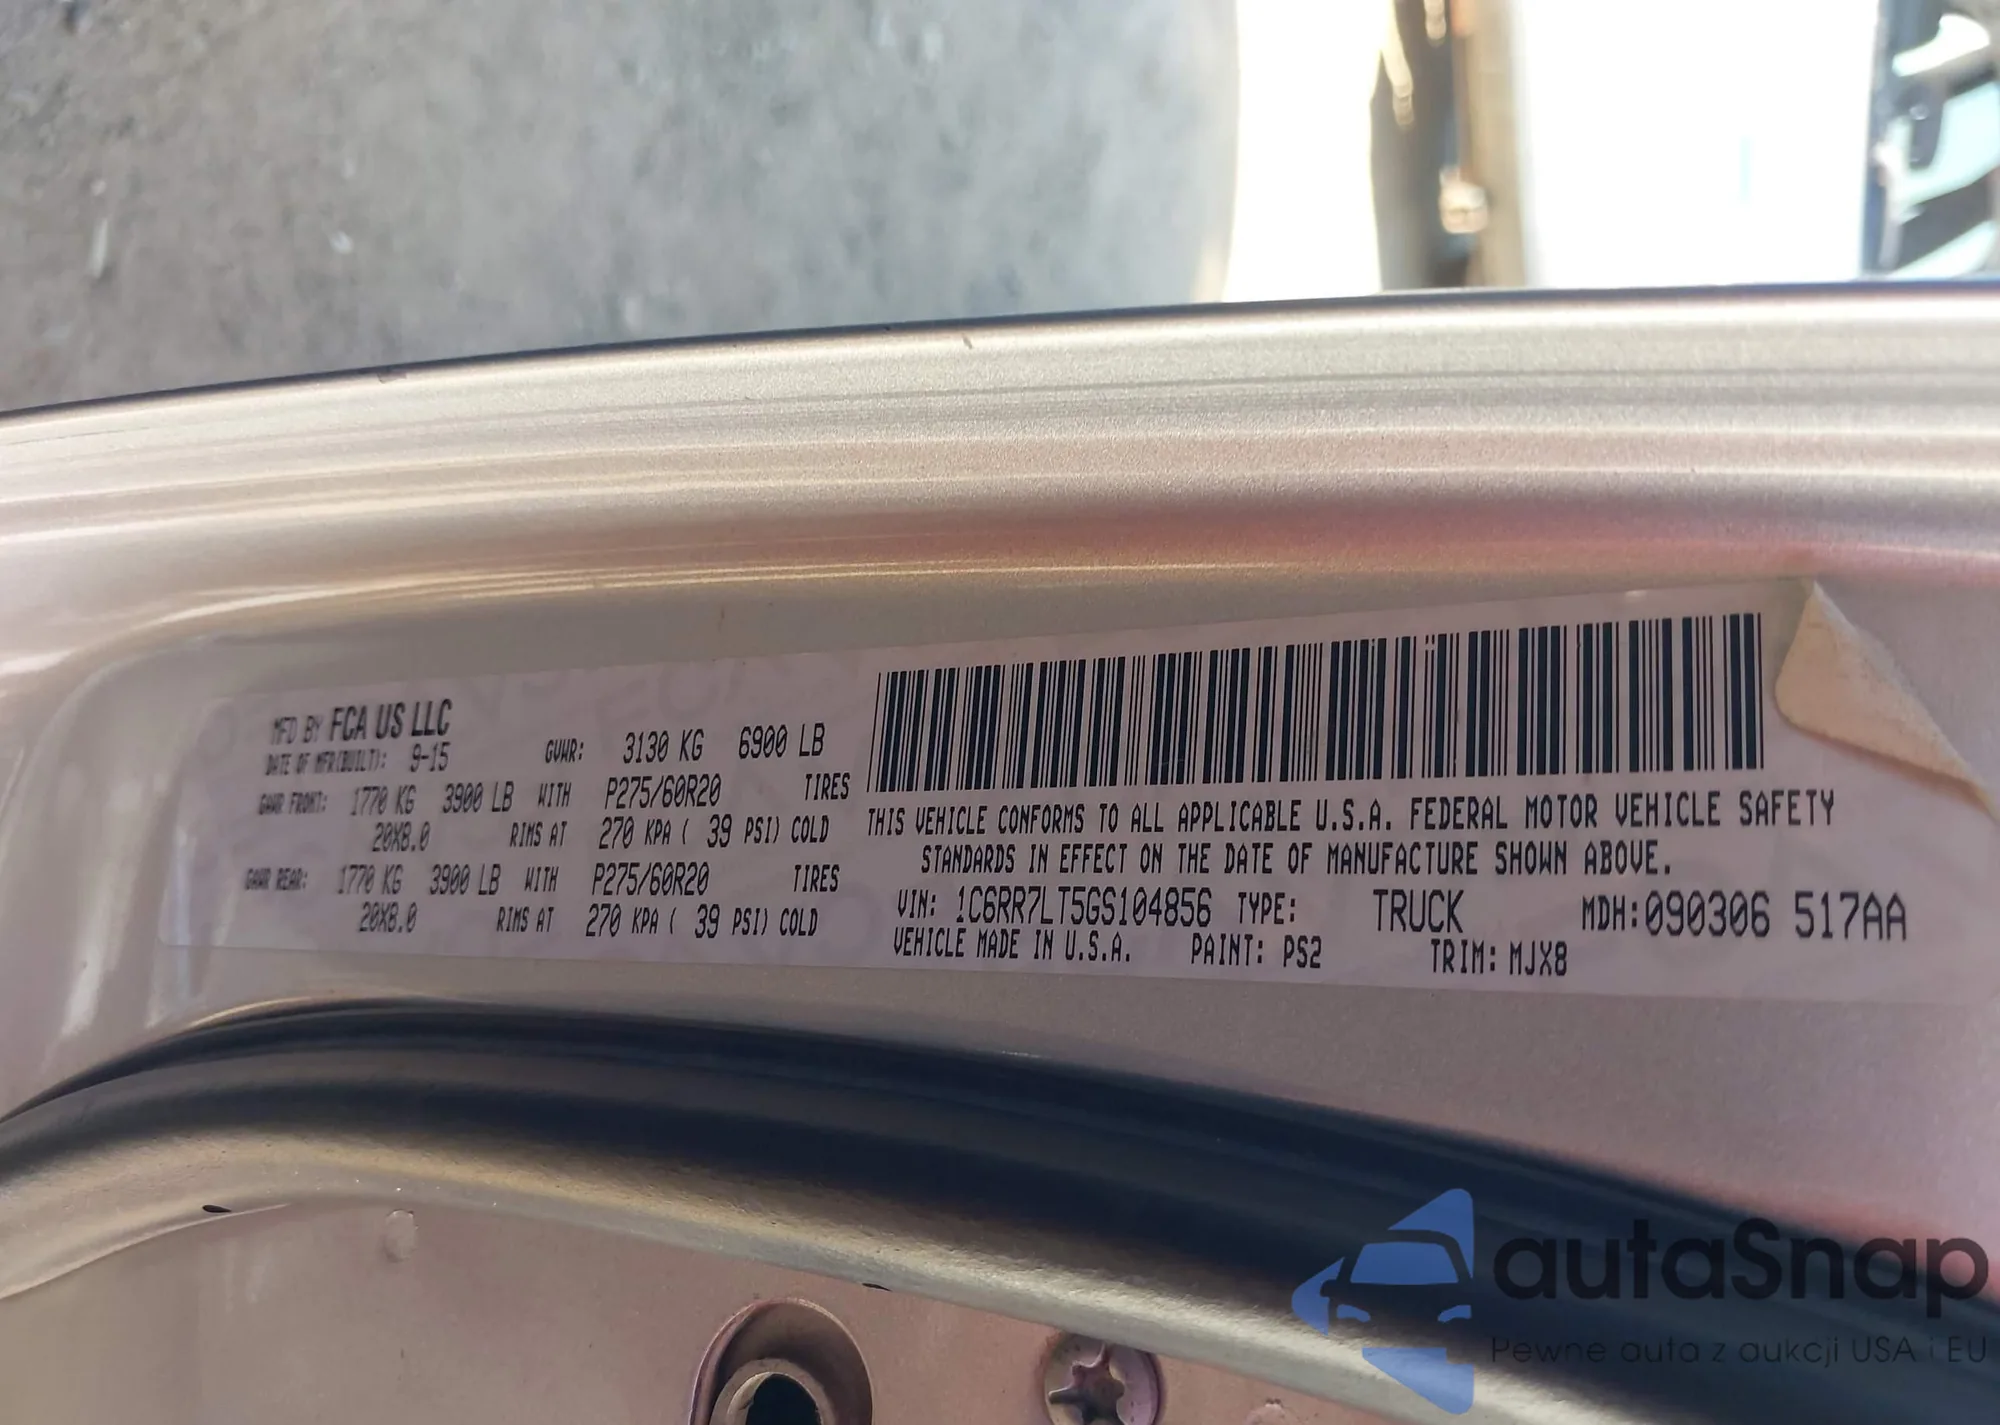 MFD BY FCA US LLC
DATE OF MFR(BUILT): 9-15 GVWR: 3130 KG 6900 LB
GAWR FRONT: 1770 KG 3900 LB WITH P275/60R20 TIRES
20X8.0 RIMS AT 270 KPA ( 39 PSI) COLD
GAWR REAR: 1770 KG 3900 LB WITH P275/60R20 TIRES
20X8.0 RIMS AT 270 KPA ( 39 PSI) COLD
THIS VEHICLE CONFORMS TO ALL APPLICABLE U.S.A. FEDERAL MOTOR VEHICLE SAFETY
STANDARDS IN EFFECT ON THE DATE OF MANUFACTURE SHOWN ABOVE.
VIN: 1C6RR7LT5GS104856 TYPE: TRUCK MDH:090306 517AA
VEHICLE MADE IN U.S.A. PAINT: PS2 TRIM: MJX8
autaSnap
Pewne auta z aukcji USA i EU